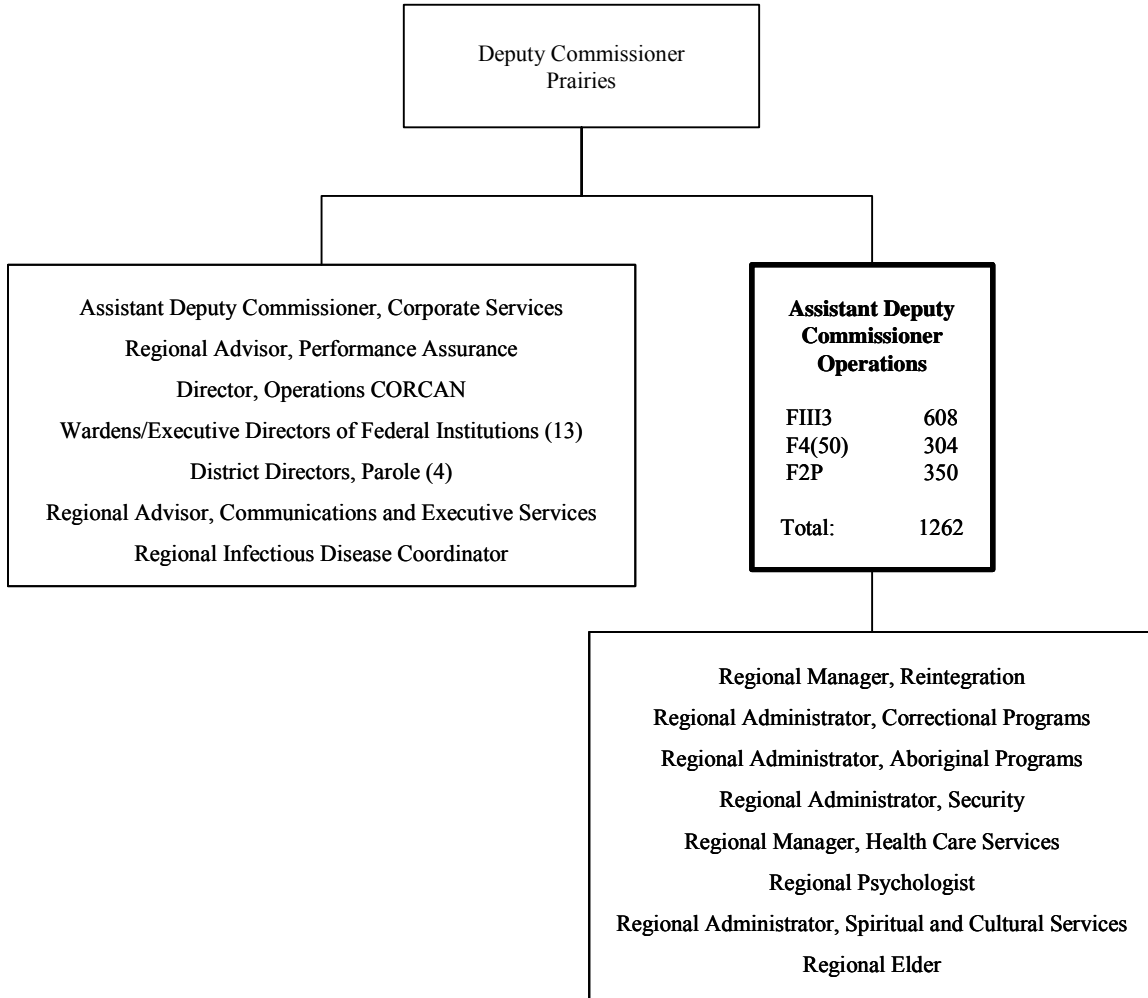 Deputy Commissioner
Prairies
Assistant Deputy Commissioner, Corporate Services
Regional Advisor, Performance Assurance
Director, Operations CORCAN
Wardens/Executive Directors of Federal Institutions (13)
District Directors, Parole (4)
Regional Advisor, Communications and Executive Services
Regional Infectious Disease Coordinator
Assistant Deputy
Commissioner
Operations
FIII3 608
F4(50) 304
F2P 350
Total: 1262
Regional Manager, Reintegration
Regional Administrator, Correctional Programs
Regional Administrator, Aboriginal Programs
Regional Administrator, Security
Regional Manager, Health Care Services
Regional Psychologist
Regional Administrator, Spiritual and Cultural Services
Regional Elder